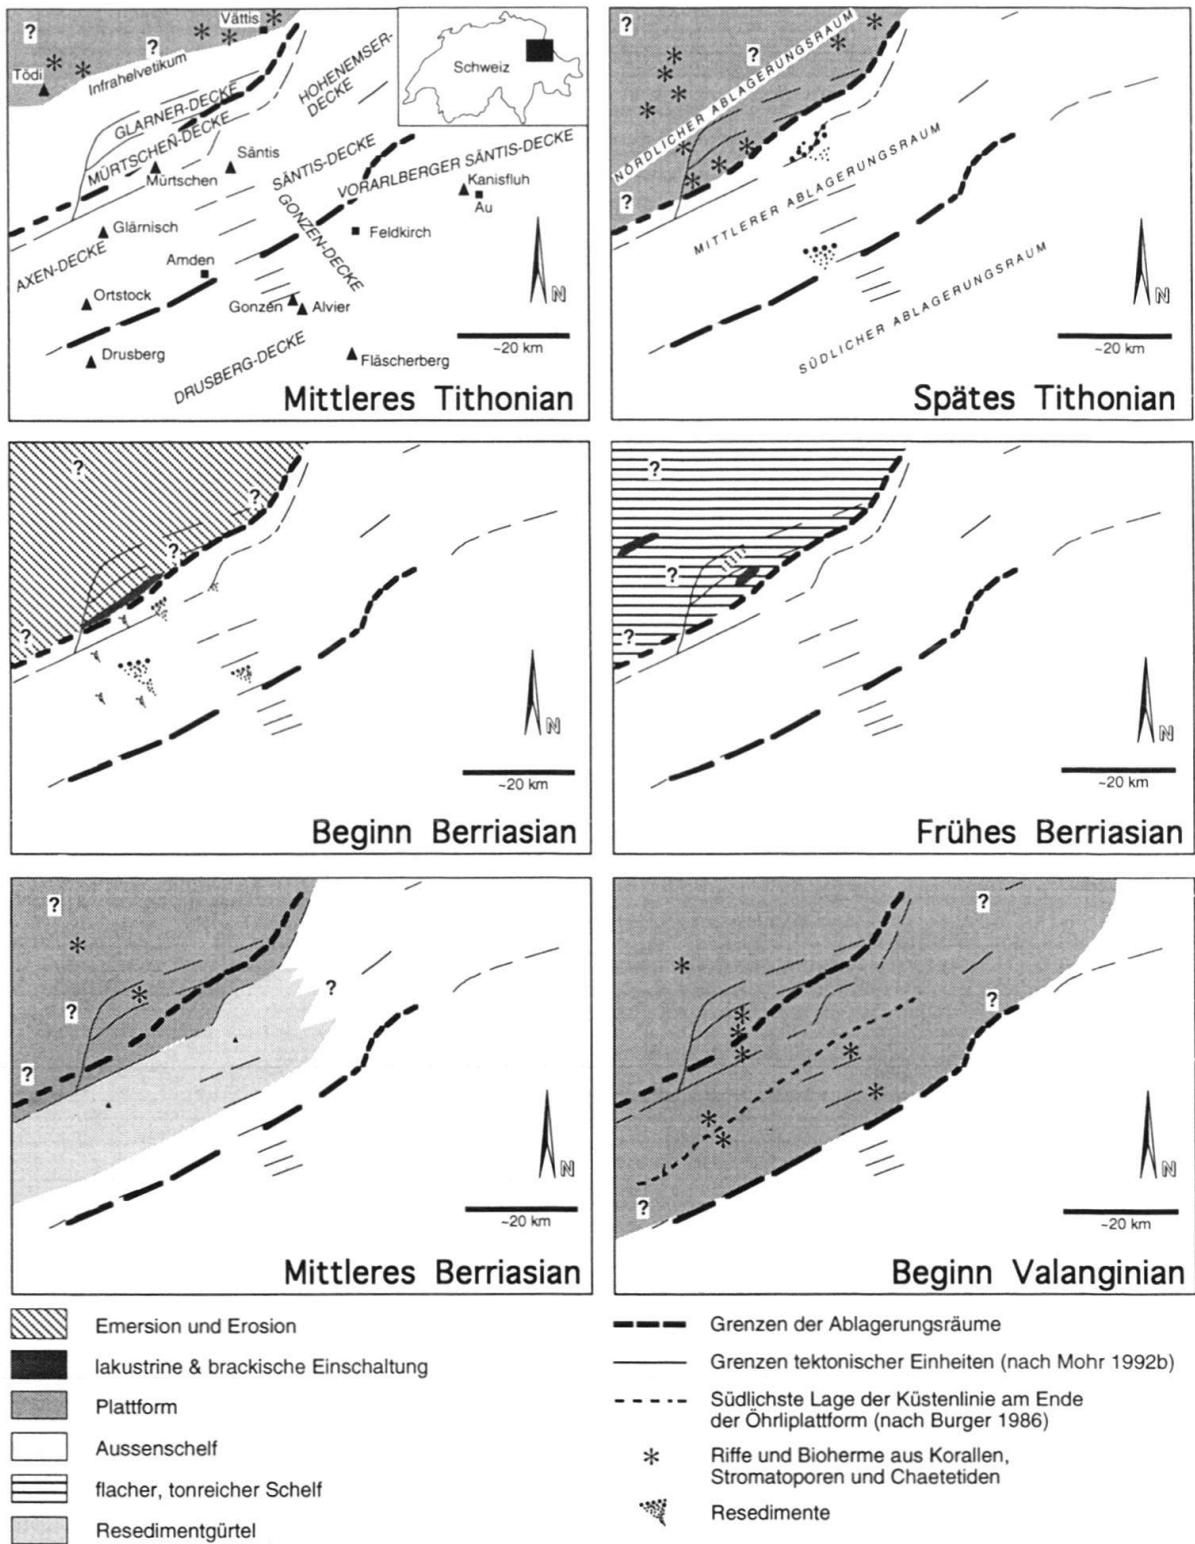 ?
Vättis
?
Tödi
Infrahelvetikum
Schweiz
HOHENEMSER-
DECKE
GLARNER-DECKE
MÜRTSCHEN-DECKE
Säntis
Mürtschen
SÄNTIS-DECKE
VORARLBERGER SÄNTIS-DECKE
Kanisfluh
Au
GONZEN-DECKE
Glärnisch
Feldkirch
AXEN-DECKE
Amden
Ortstock
Gonzen
Alvier
N
~20 km
Drusberg
DRUSBERG-DECKE
Fläscherberg
Mittleres Tithonian
?
?
NÖRDLICHER ABLAGERUNGSRAUM
?
MITTLERER ABLAGERUNGSRAUM
SÜDLICHER ABLAGERUNGSRAUM
N
~20 km
Spätes Tithonian
?
?
?
?
N
~20 km
Beginn Berriasian
?
?
?
N
~20 km
Frühes Berriasian
?
?
?
?
N
~20 km
Mittleres Berriasian
?
?
?
N
~20 km
Beginn Valanginian
Emersion und Erosion
lakustrine & brackische Einschaltung
Plattform
Aussenschelf
flacher, tonreicher Schelf
Resedimentgürtel
Grenzen der Ablagerungsräume
Grenzen tektonischer Einheiten (nach Mohr 1992b)
Südlichste Lage der Küstenlinie am Ende
der Öhrliplattform (nach Burger 1986)
Riffe und Bioherme aus Korallen,
Stromatoporen und Chaetetiden
Resedimente